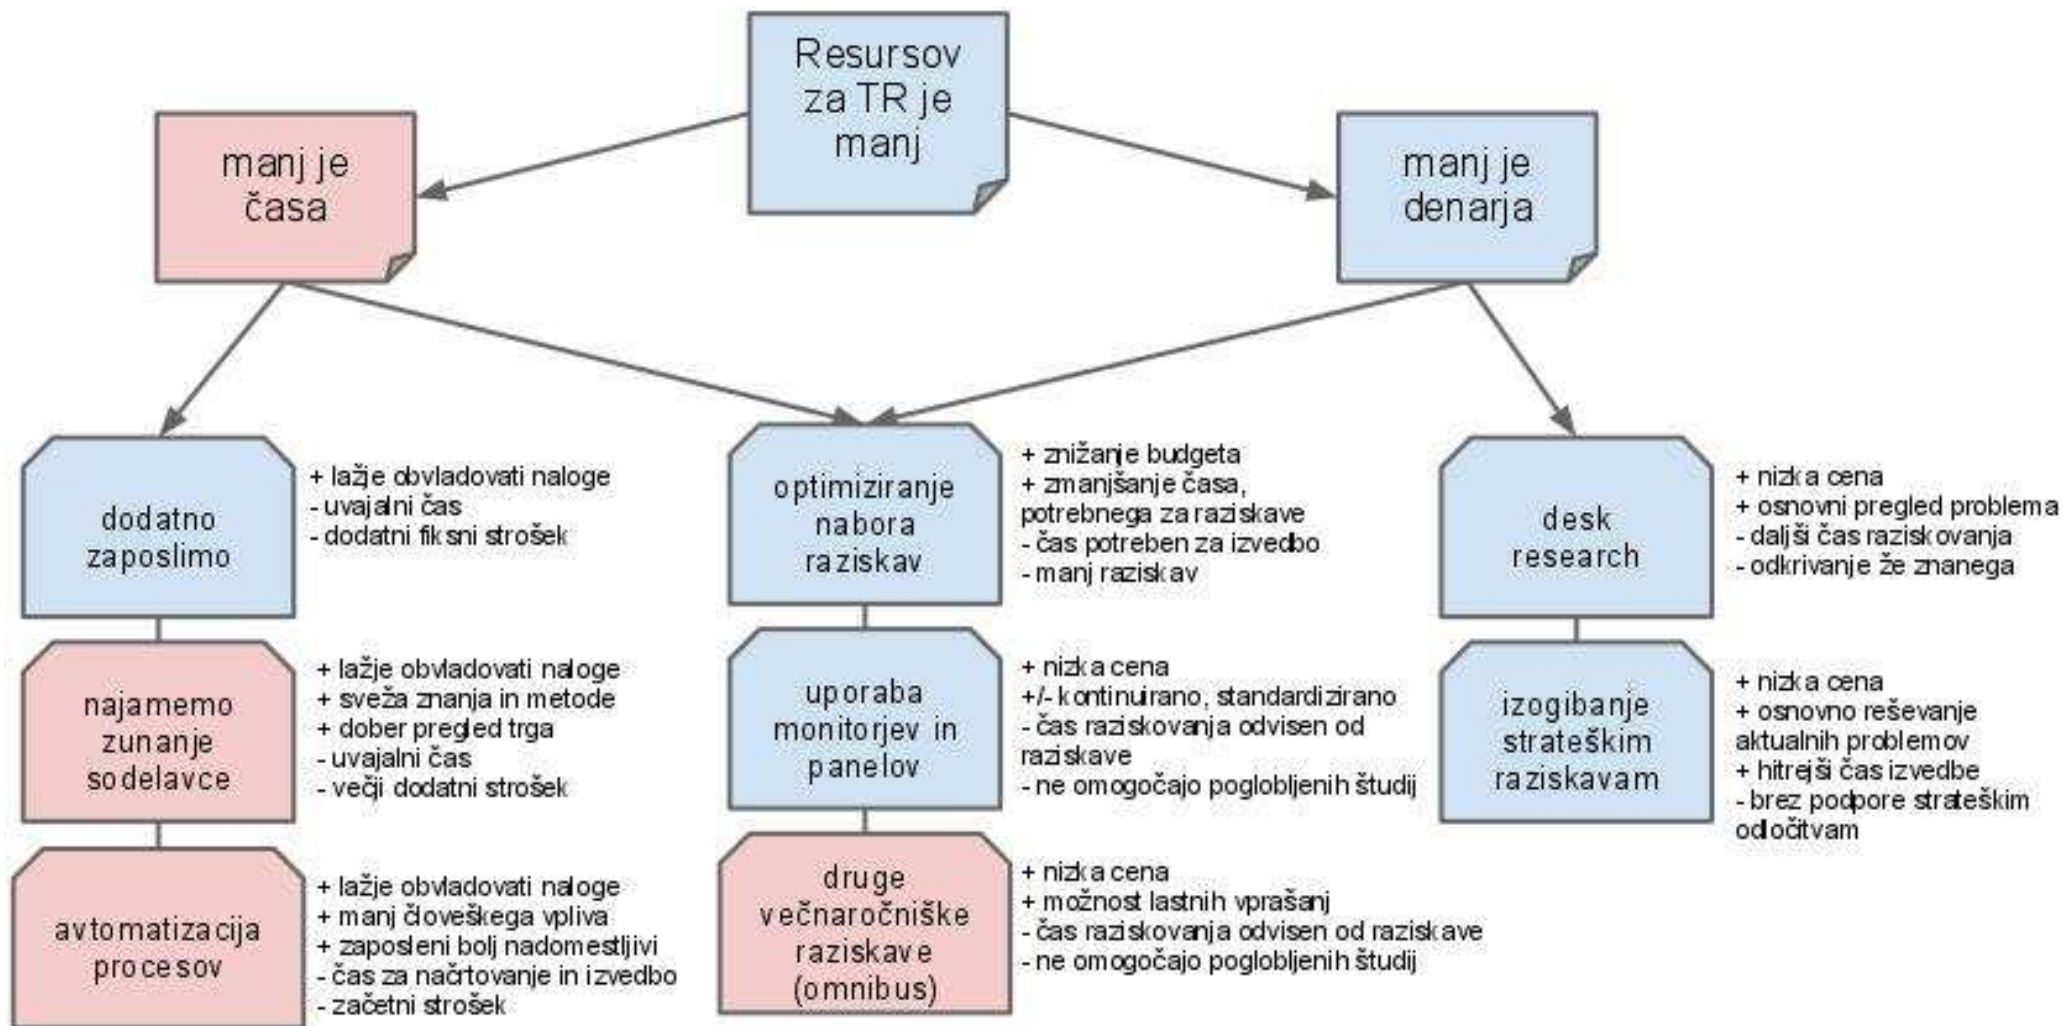 Resursov
za TR je
manj
manj je
časa
manj je
denarja
dodatno
zaposlimo
+ lažje obvladovati naloge
- uvajalni čas
- dodatni fiksni strošek
najamemo
zunanje
sodelavce
+ lažje obvladovati naloge
+ sveža znanja in metode
+ dober pregled trga
- uvajalni čas
- večji dodatni strošek
avtomatizacija
procesov
+ lažje obvladovati naloge
+ manj človeškega vpliva
+ zaposleni bolj nadomestljivi
- čas za načrtovanje in izvedbo
- začetni strošek
optimiziranje
nabora
raziskav
+ znižanje budgeta
+ zmanjšanje časa,
potrebnega za raziskave
- čas potreben za izvedbo
- manj raziskav
uporaba
monitorjev in
panelov
+ nizka cena
+/- kontinuirano, standardizirano
- čas raziskovanja odvisen od
raziskave
- ne omogočajo poglobljenih študij
druge
večnaročniške
raziskave
(omnibus)
+ nizka cena
+ možnost lastnih vprašanj
- čas raziskovanja odvisen od raziskave
- ne omogočajo poglobljenih študij
desk
research
+ nizka cena
+ osnovni pregled problema
- daljši čas raziskovanja
- odkrivanje že znanega
izogibanje
strateškim
raziskavam
+ nizka cena
+ osnovno reševanje
aktualnih problemov
+ hitrejši čas izvedbe
- brez podpore strateškim
odločitvam